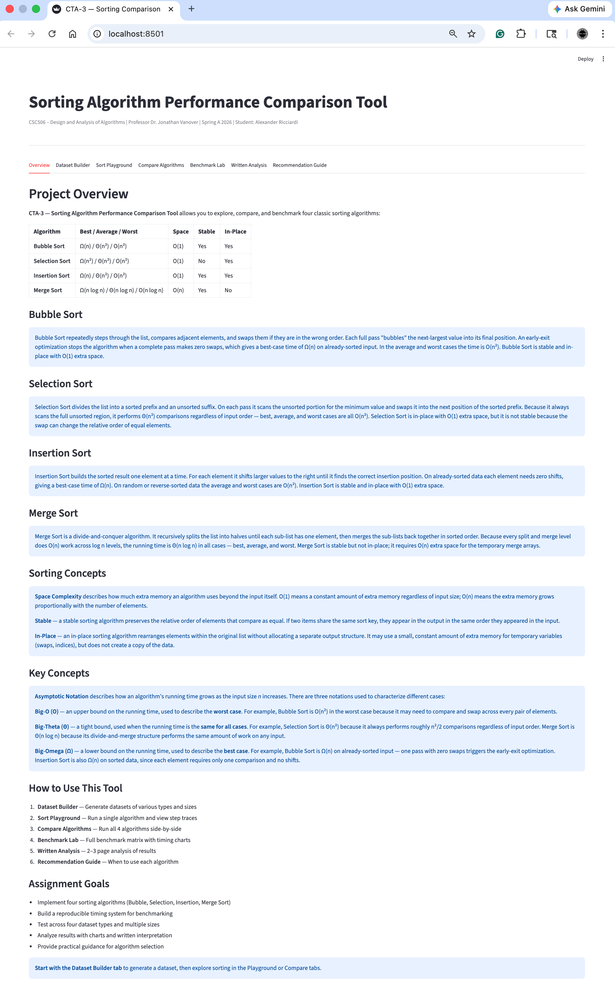 CTA-3 — Sorting Comparison
Ask Gemini
localhost:8501
Deploy
Sorting Algorithm Performance Comparison Tool
CSC506 – Design and Analysis of Algorithms | Professor Dr. Jonathan Vanover | Spring A 2026 | Student: Alexander Ricciardi
Overview Dataset Builder Sort Playground Compare Algorithms Benchmark Lab Written Analysis Recommendation Guide
Project Overview
CTA-3 — Sorting Algorithm Performance Comparison Tool allows you to explore, compare, and benchmark four classic sorting algorithms:
Algorithm Best / Average / Worst Space Stable In-Place
Bubble Sort Ω(n) / Θ(n²) / O(n²) O(1) Yes Yes
Selection Sort Ω(n²) / Θ(n²) / O(n²) O(1) No Yes
Insertion Sort Ω(n) / Θ(n²) / O(n²) O(1) Yes Yes
Merge Sort Ω(n log n) / Θ(n log n) / O(n log n) O(n) Yes No
Bubble Sort
Bubble Sort repeatedly steps through the list, compares adjacent elements, and swaps them if they are in the wrong order. Each full pass "bubbles" the next-largest value into its final position. An early-exit
optimization stops the algorithm when a complete pass makes zero swaps, which gives a best-case time of Ω(n) on already-sorted input. In the average and worst cases the time is O(n²). Bubble Sort is stable and in-
place with O(1) extra space.
Selection Sort
Selection Sort divides the list into a sorted prefix and an unsorted suffix. On each pass it scans the unsorted portion for the minimum value and swaps it into the next position of the sorted prefix. Because it always
scans the full unsorted region, it performs Θ(n²) comparisons regardless of input order — best, average, and worst cases are all O(n²). Selection Sort is in-place with O(1) extra space, but it is not stable because the
swap can change the relative order of equal elements.
Insertion Sort
Insertion Sort builds the sorted result one element at a time. For each element it shifts larger values to the right until it finds the correct insertion position. On already-sorted data each element needs zero shifts,
giving a best-case time of Ω(n). On random or reverse-sorted data the average and worst cases are O(n²). Insertion Sort is stable and in-place with O(1) extra space.
Merge Sort
Merge Sort is a divide-and-conquer algorithm. It recursively splits the list into halves until each sub-list has one element, then merges the sub-lists back together in sorted order. Because every split and merge level
does O(n) work across log n levels, the running time is Θ(n log n) in all cases — best, average, and worst. Merge Sort is stable but not in-place; it requires O(n) extra space for the temporary merge arrays.
Sorting Concepts
Space Complexity describes how much extra memory an algorithm uses beyond the input itself. O(1) means a constant amount of extra memory regardless of input size; O(n) means the extra memory grows
proportionally with the number of elements.
Stable — a stable sorting algorithm preserves the relative order of elements that compare as equal. If two items share the same sort key, they appear in the output in the same order they appeared in the input.
In-Place — an in-place sorting algorithm rearranges elements within the original list without allocating a separate output structure. It may use a small, constant amount of extra memory for temporary variables
(swaps, indices), but does not create a copy of the data.
Key Concepts
Asymptotic Notation describes how an algorithm's running time grows as the input size n increases. There are three notations used to characterize different cases:
Big-O (O) — an upper bound on the running time, used to describe the worst case. For example, Bubble Sort is O(n²) in the worst case because it may need to compare and swap across every pair of elements.
Big-Theta (Θ) — a tight bound, used when the running time is the same for all cases. For example, Selection Sort is Θ(n²) because it always performs roughly n²/2 comparisons regardless of input order. Merge Sort is
Θ(n log n) because its divide-and-merge structure performs the same amount of work on any input.
Big-Omega (Ω) — a lower bound on the running time, used to describe the best case. For example, Bubble Sort is Ω(n) on already-sorted input — one pass with zero swaps triggers the early-exit optimization.
Insertion Sort is also Ω(n) on sorted data, since each element requires only one comparison and no shifts.
How to Use This Tool
1. Dataset Builder — Generate datasets of various types and sizes
2. Sort Playground — Run a single algorithm and view step traces
3. Compare Algorithms — Run all 4 algorithms side-by-side
4. Benchmark Lab — Full benchmark matrix with timing charts
5. Written Analysis — 2–3 page analysis of results
6. Recommendation Guide — When to use each algorithm
Assignment Goals
• Implement four sorting algorithms (Bubble, Selection, Insertion, Merge Sort)
• Build a reproducible timing system for benchmarking
• Test across four dataset types and multiple sizes
• Analyze results with charts and written interpretation
• Provide practical guidance for algorithm selection
Start with the Dataset Builder tab to generate a dataset, then explore sorting in the Playground or Compare tabs.